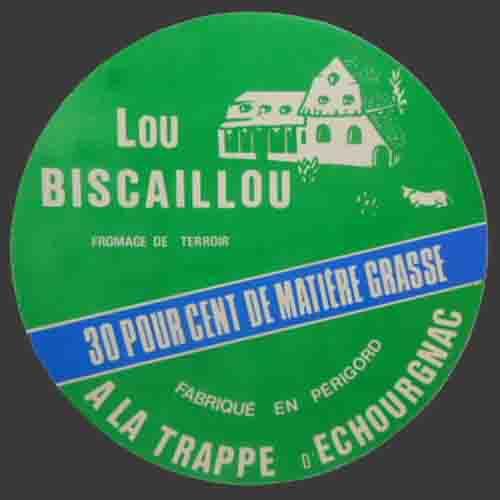 LOU
BISCAILLOU
FROMAGE DE TERROIR
30 POUR CENT DE MATIÈRE GRASSE
FABRIQUÉ EN PÉRIGORD
A LA TRAPPE D'ECHOURGNAC